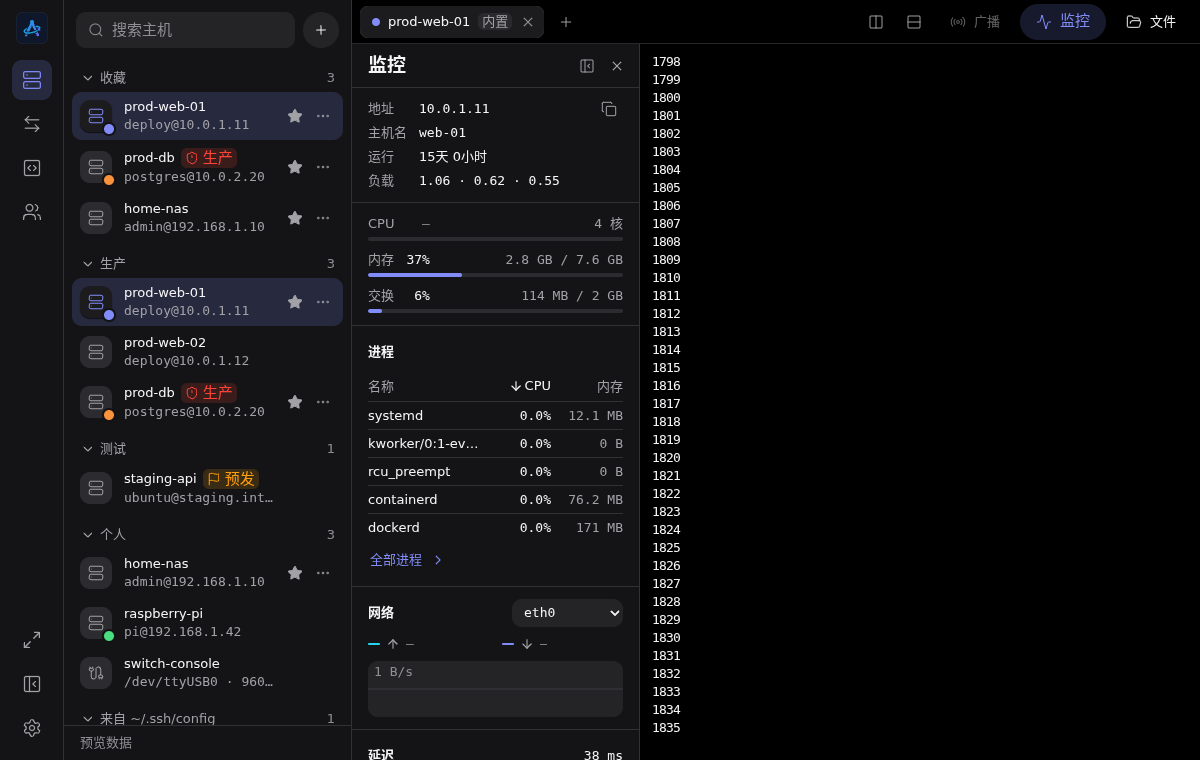 搜索主机
收藏 3
prod-web-01
deploy@10.0.1.11
prod-db 生产
postgres@10.0.2.20
home-nas
admin@192.168.1.10
生产 3
prod-web-01
deploy@10.0.1.11
prod-web-02
deploy@10.0.1.12
prod-db 生产
postgres@10.0.2.20
测试 1
staging-api 预发
ubuntu@staging.int…
个人 3
home-nas
admin@192.168.1.10
raspberry-pi
pi@192.168.1.42
switch-console
/dev/ttyUSB0 · 960…
来自 ~/.ssh/config 1
预览数据
prod-web-01 内置
广播 监控 文件
监控
地址 10.0.1.11
主机名 web-01
运行 15天 0小时
负载 1.06 · 0.62 · 0.55
CPU — 4 核
内存 37% 2.8 GB / 7.6 GB
交换 6% 114 MB / 2 GB
进程
名称 CPU 内存
systemd 0.0% 12.1 MB
kworker/0:1-ev… 0.0% 0 B
rcu_preempt 0.0% 0 B
containerd 0.0% 76.2 MB
dockerd 0.0% 171 MB
全部进程
网络 eth0
— —
1 B/s
延迟 38 ms
1798
1799
1800
1801
1802
1803
1804
1805
1806
1807
1808
1809
1810
1811
1812
1813
1814
1815
1816
1817
1818
1819
1820
1821
1822
1823
1824
1825
1826
1827
1828
1829
1830
1831
1832
1833
1834
1835